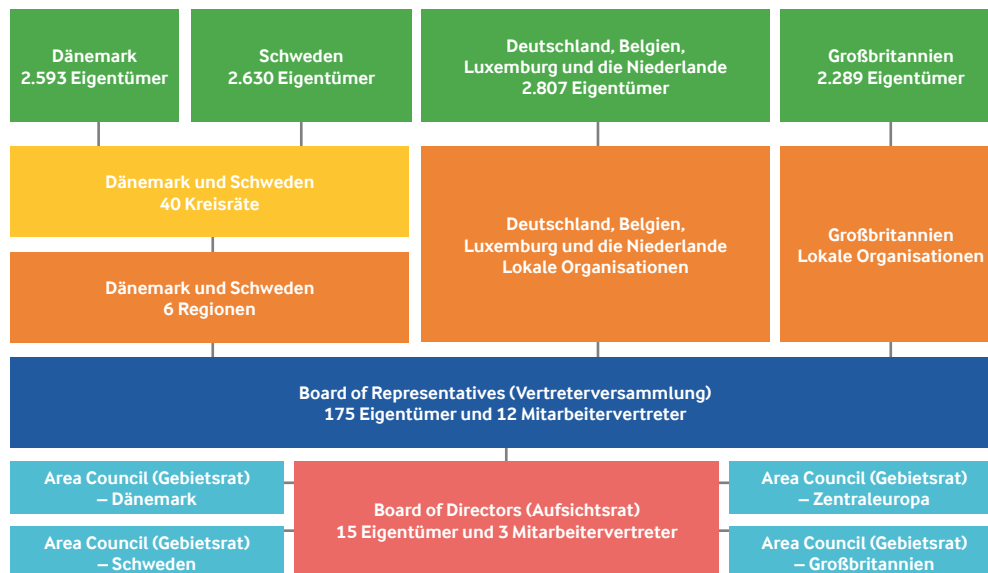 Dänemark
2.593 Eigentümer
Schweden
2.630 Eigentümer
Deutschland, Belgien,
Luxemburg und die Niederlande
2.807 Eigentümer
Großbritannien
2.289 Eigentümer
Dänemark und Schweden
40 Kreisräte
Dänemark und Schweden
6 Regionen
Deutschland, Belgien,
Luxemburg und die Niederlande
Lokale Organisationen
Großbritannien
Lokale Organisationen
Board of Representatives (Vertreterversammlung)
175 Eigentümer und 12 Mitarbeitervertreter
Area Council (Gebietsrat)
– Dänemark
Area Council (Gebietsrat)
– Schweden
Board of Directors (Aufsichtsrat)
15 Eigentümer und 3 Mitarbeitervertreter
Area Council (Gebietsrat)
– Zentraleuropa
Area Council (Gebietsrat)
– Großbritannien